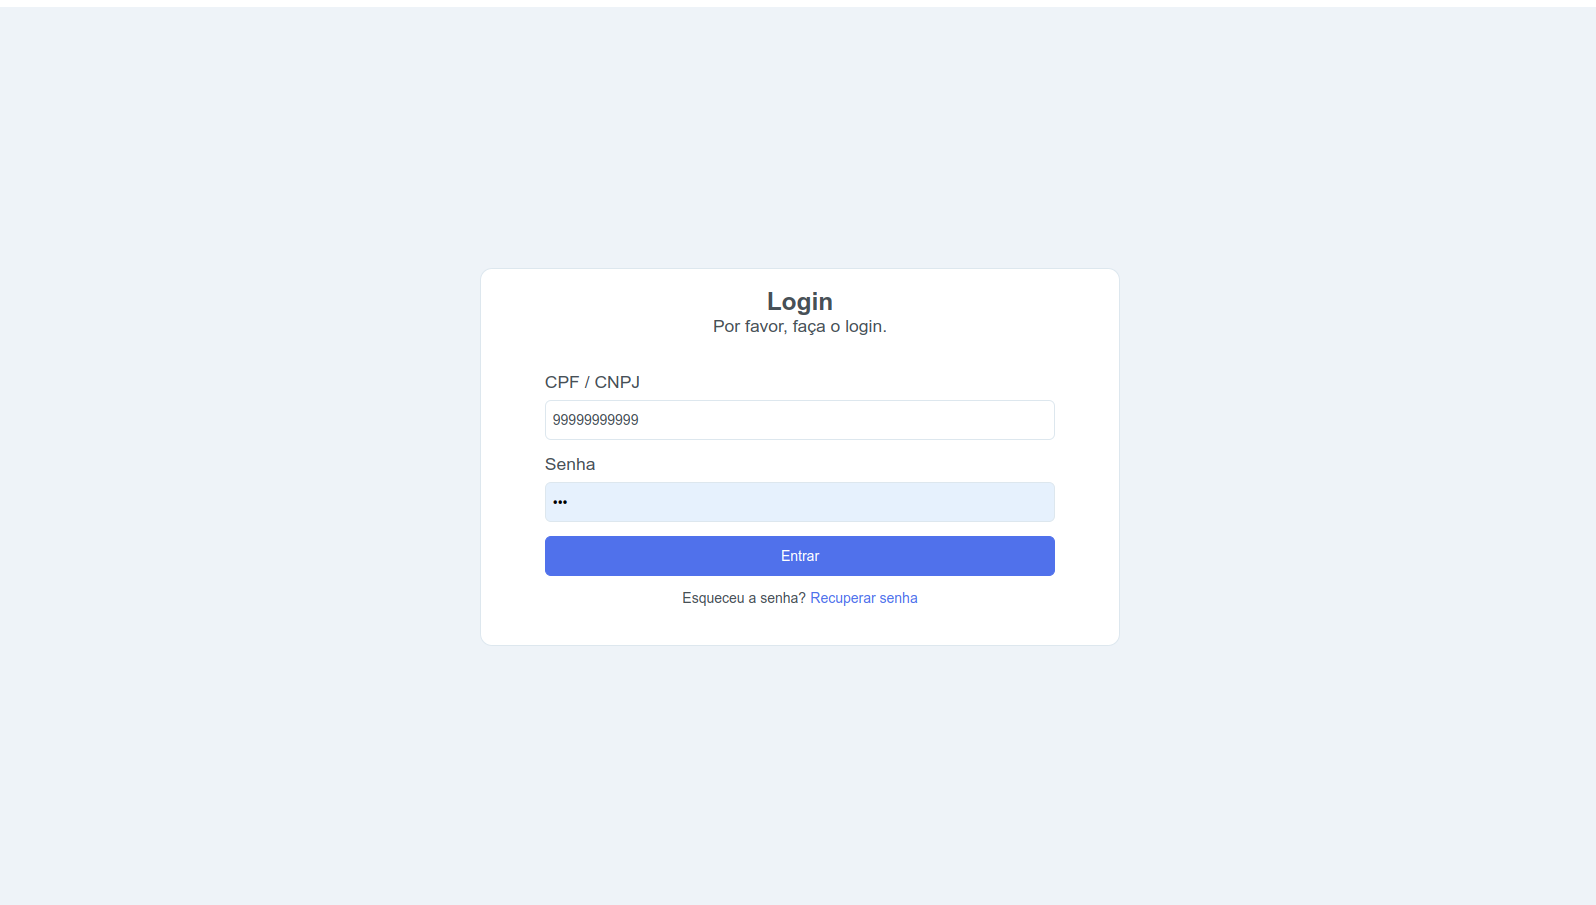 Login
Por favor, faça o login.
CPF / CNPJ
99999999999
Senha
•••
Entrar
Esqueceu a senha? Recuperar senha